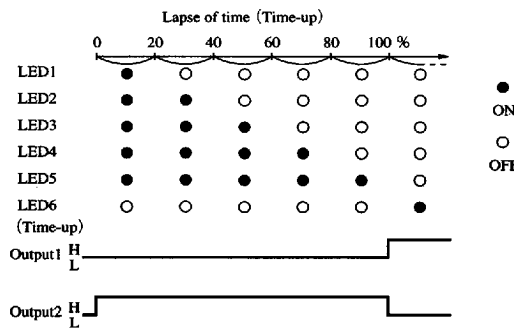 Lapse of time (Time-up)
0 20 40 60 80 100 %
LED1
LED2
LED3
LED4
LED5
LED6
(Time-up)
ON
OFF
Output1 H
L
Output2 H
L